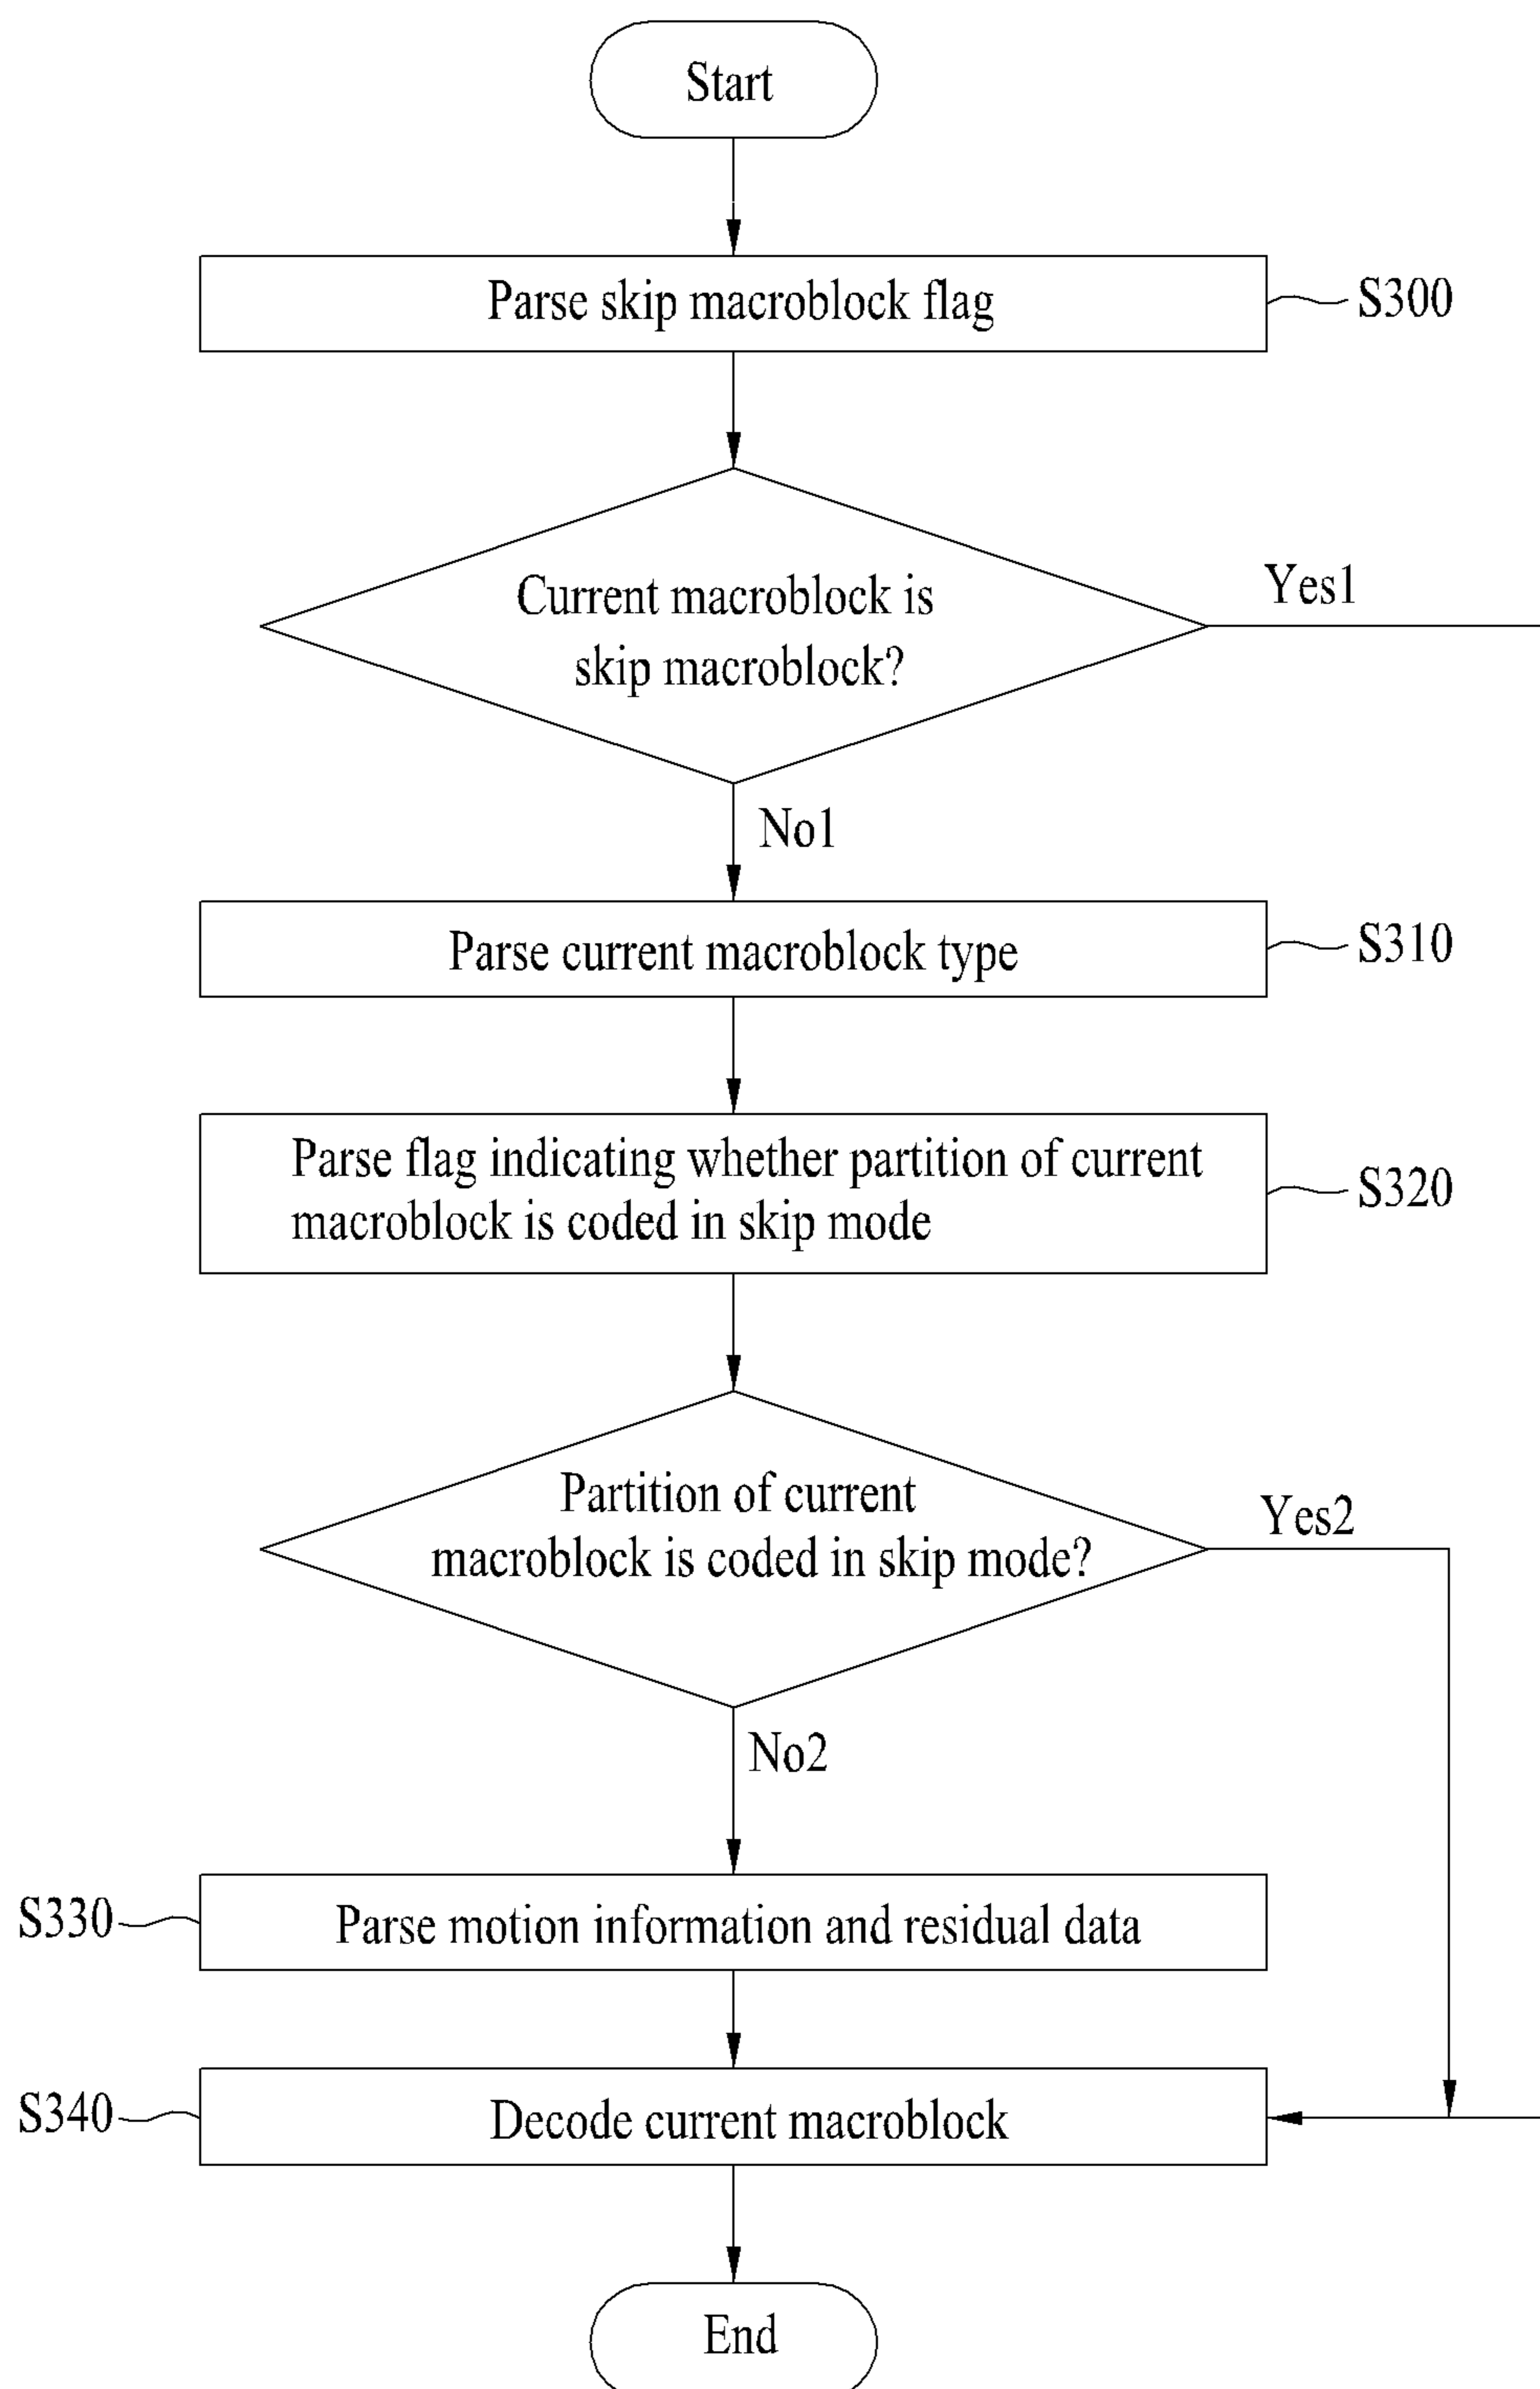 Start
Parse skip macroblock flag
S300
Current macroblock is
skip macroblock?
Yes1
No1
Parse current macroblock type
S310
Parse flag indicating whether partition of current
macroblock is coded in skip mode
S320
Partition of current
macroblock is coded in skip mode?
Yes2
No2
S330
Parse motion information and residual data
S340
Decode current macroblock
End